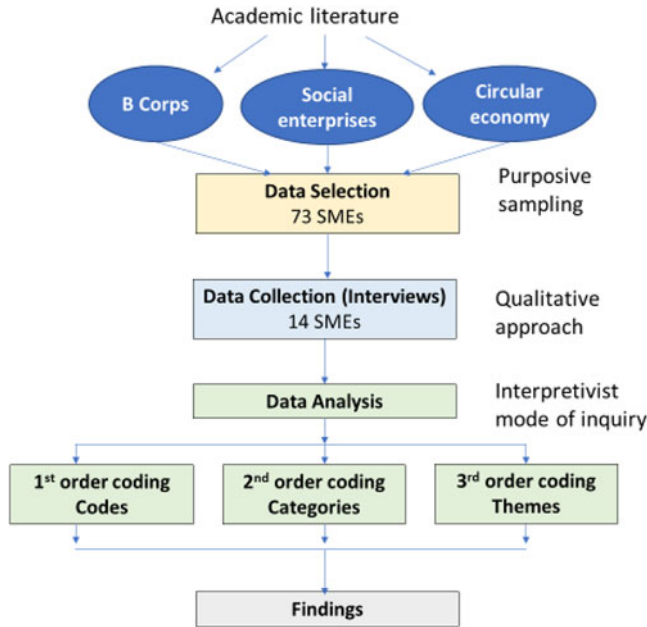 Academic literature
B Corps
Social
enterprises
Circular
economy
Data Selection
73 SMEs
Purposive
sampling
Data Collection (Interviews)
14 SMEs
Qualitative
approach
Data Analysis
Interpretivist
mode of inquiry
1st order coding
Codes
2nd order coding
Categories
3rd order coding
Themes
Findings